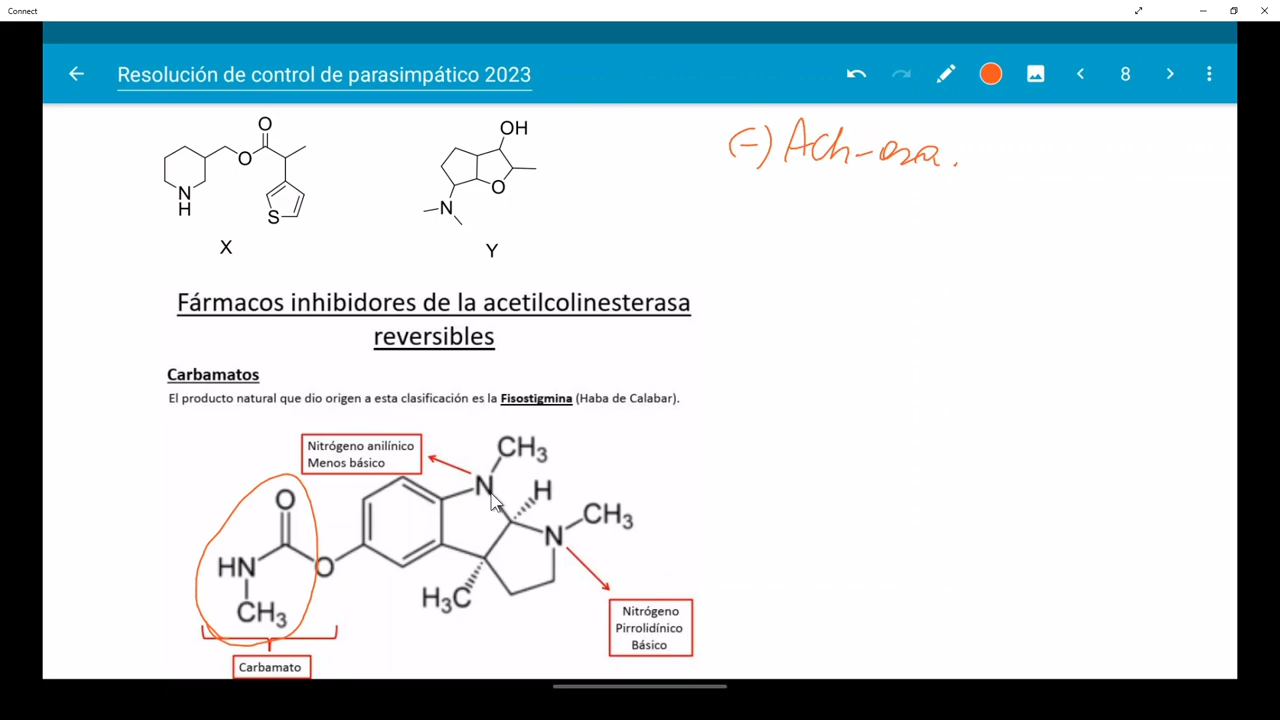 Connect
Resolución de control de parasimpático 2023
8
O
O
N
H
S
X
OH
O
N
Y
(-) Ach-asa.
Fármacos inhibidores de la acetilcolinesterasa
reversibles
Carbamatos
El producto natural que dio origen a esta clasificación es la Fisostigmina (Haba de Calabar).
Nitrógeno anilínico
Menos básico
CH3
N
H
O
N
CH3
HN
O
CH3
H3C
Nitrógeno
Pirrolidínico
Básico
Carbamato